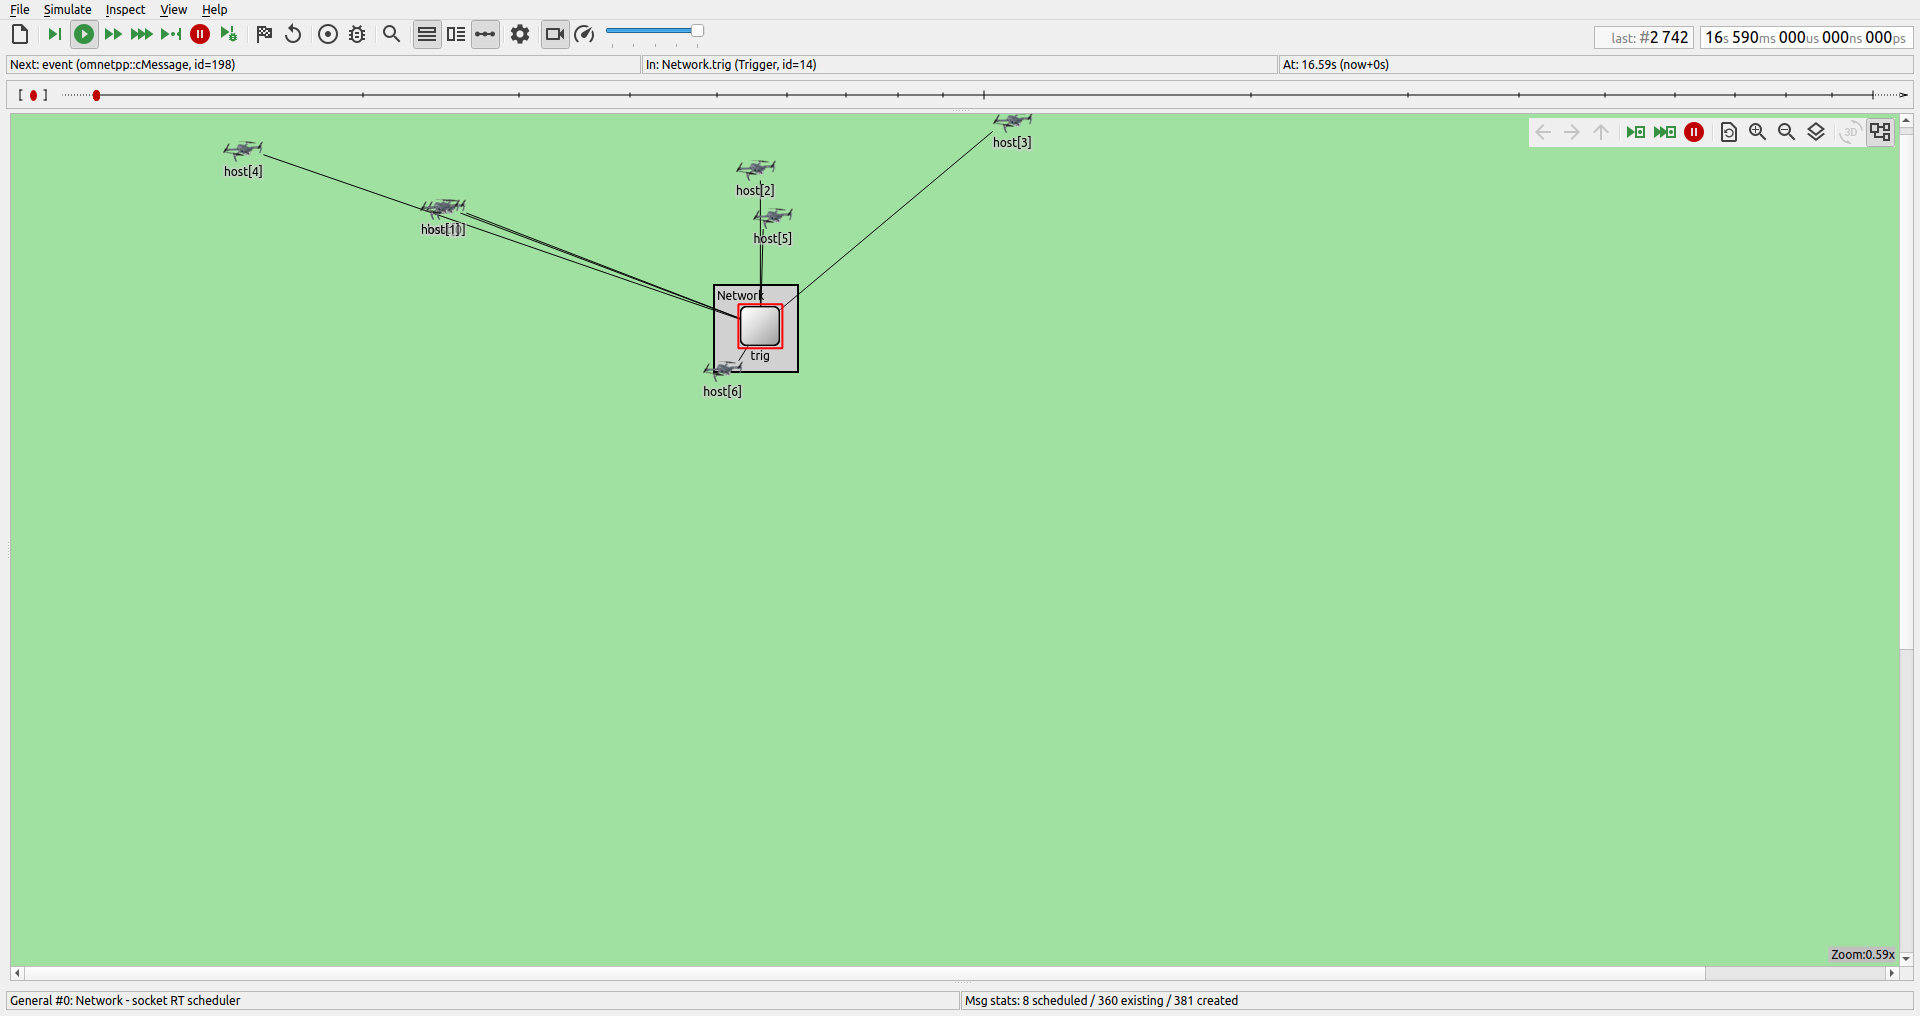 File Simulate Inspect View Help
last: #2 742
16s 590ms 000us 000ns 000ps
Next: event (omnetpp::cMessage, id=198)
In: Network.trig (Trigger, id=14)
At: 16.59s (now+0s)
[ ]
host[3]
3D
host[4]
host[2]
host[1]
host[5]
Network
trig
host[6]
Zoom:0.59x
General #0: Network - socket RT scheduler
Msg stats: 8 scheduled / 360 existing / 381 created